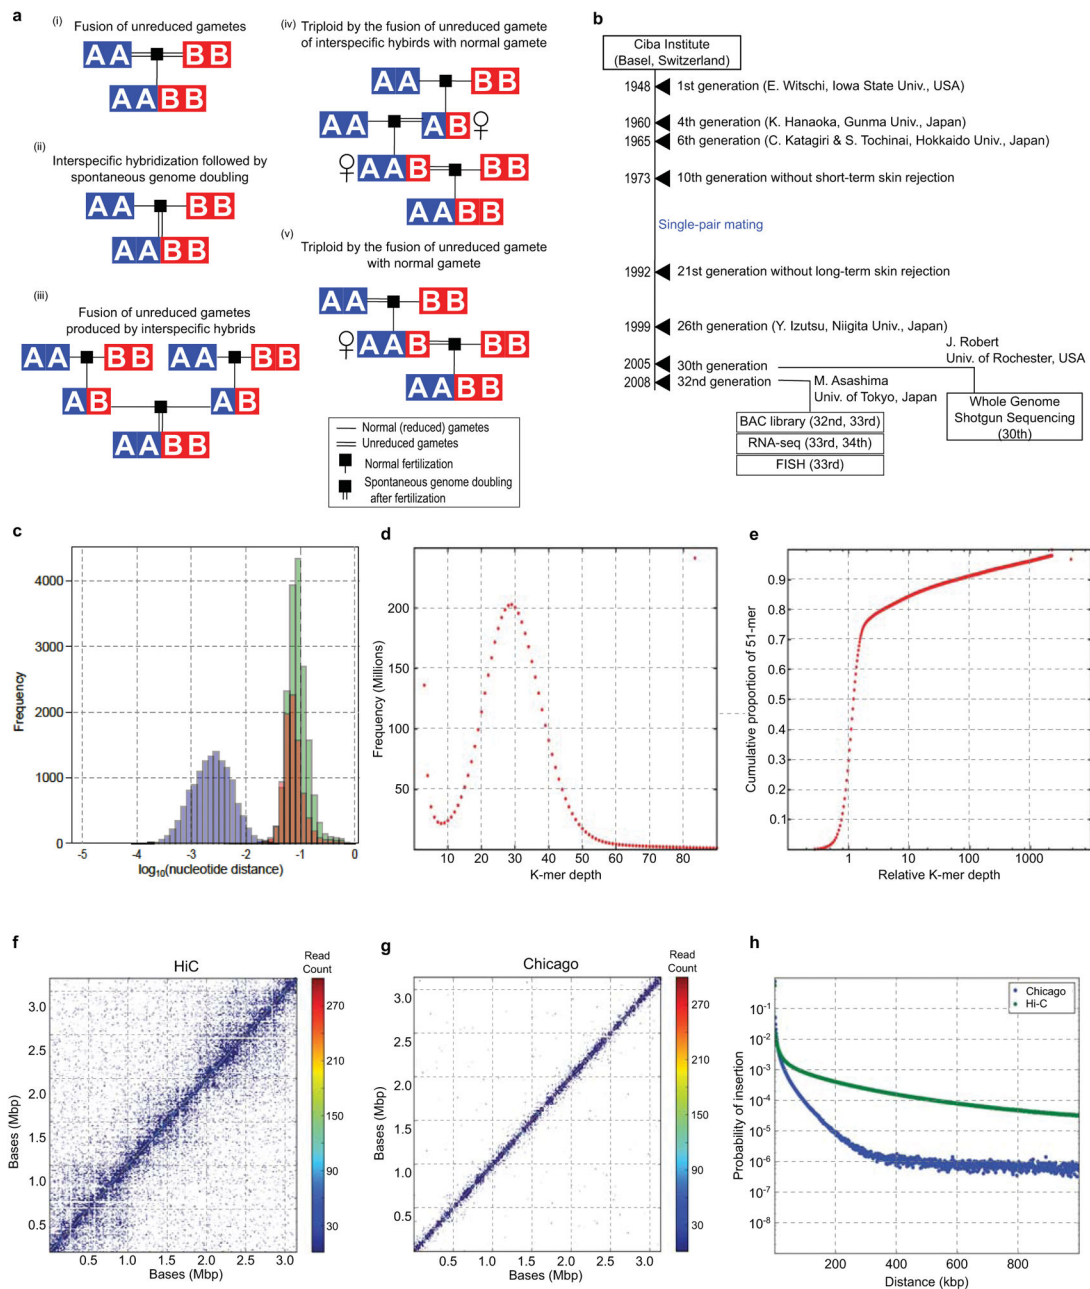 a
(i)
Fusion of unreduced gametes
AA BB
AABB
(ii)
Interspecific hybridization followed by
spontaneous genome doubling
AA BB
AABB
(iii)
Fusion of unreduced gametes
produced by interspecific hybrids
AA BB AA BB
AB AB
AABB
(iv)
Triploid by the fusion of unreduced gamete
of interspecific hybirds with normal gamete
AA BB
AA AB ♀
♀ AAB BB
AABB
(v)
Triploid by the fusion of unreduced gamete
with normal gamete
AA BB
♀ AAB BB
AABB
Normal (reduced) gametes
Unreduced gametes
Normal fertilization
Spontaneous genome doubling
after fertilization
b
Ciba Institute
(Basel, Switzerland)
1948 1st generation (E. Witschi, Iowa State Univ., USA)
1960 4th generation (K. Hanaoka, Gunma Univ., Japan)
1965 6th generation (C. Katagiri & S. Tochinai, Hokkaido Univ., Japan)
1973 10th generation without short-term skin rejection
Single-pair mating
1992 21st generation without long-term skin rejection
1999 26th generation (Y. Izutsu, Niigita Univ., Japan)
J. Robert
Univ. of Rochester, USA
2005 30th generation
2008 32nd generation
M. Asashima
Univ. of Tokyo, Japan
BAC library (32nd, 33rd)
RNA-seq (33rd, 34th)
FISH (33rd)
Whole Genome
Shotgun Sequencing
(30th)
c
Frequency
4000
3000
2000
1000
0
-5 -4 -3 -2 -1 0
log10(nucleotide distance)
d
Frequency (Millions)
200
150
100
50
10 20 30 40 50 60 70 80
K-mer depth
e
Cumulative proportion of 51-mer
0.9
0.8
0.7
0.6
0.5
0.4
0.3
0.2
0.1
1 10 100 1000
Relative K-mer depth
f
HiC
Bases (Mbp)
3.0
2.5
2.0
1.5
1.0
0.5
0.5 1.0 1.5 2.0 2.5 3.0
Bases (Mbp)
Read
Count
270
210
150
90
30
g
Chicago
Bases (Mbp)
3.0
2.5
2.0
1.5
1.0
0.5
0.5 1.0 1.5 2.0 2.5 3.0
Bases (Mbp)
Read
Count
270
210
150
90
30
h
Probability of insertion
10-1
10-2
10-3
10-4
10-5
10-6
10-7
10-8
Chicago
Hi-C
200 400 600 800
Distance (kbp)